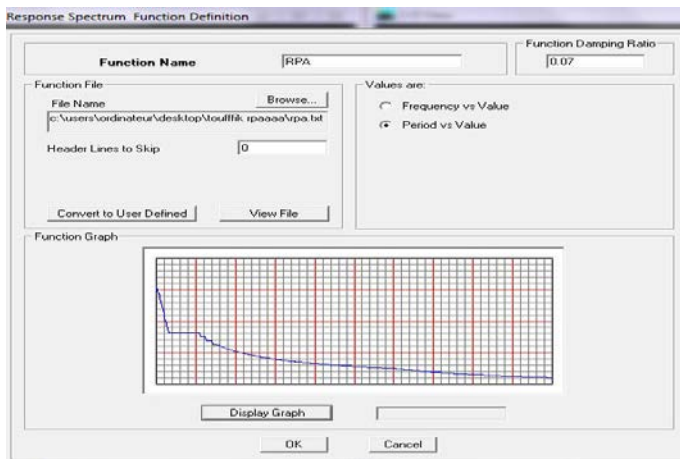 Response Spectrum Function Definition
Function Damping Ratio
Function Name
RPA
0.07
Function File
Values are:
File Name
Browse...
Frequency vs Value
c:\users\ordinateur\desktop\toulffik rpaaaa\rpa.txt
Period vs Value
Header Lines to Skip
0
Convert to User Defined
View File
Function Graph
Display Graph
OK
Cancel